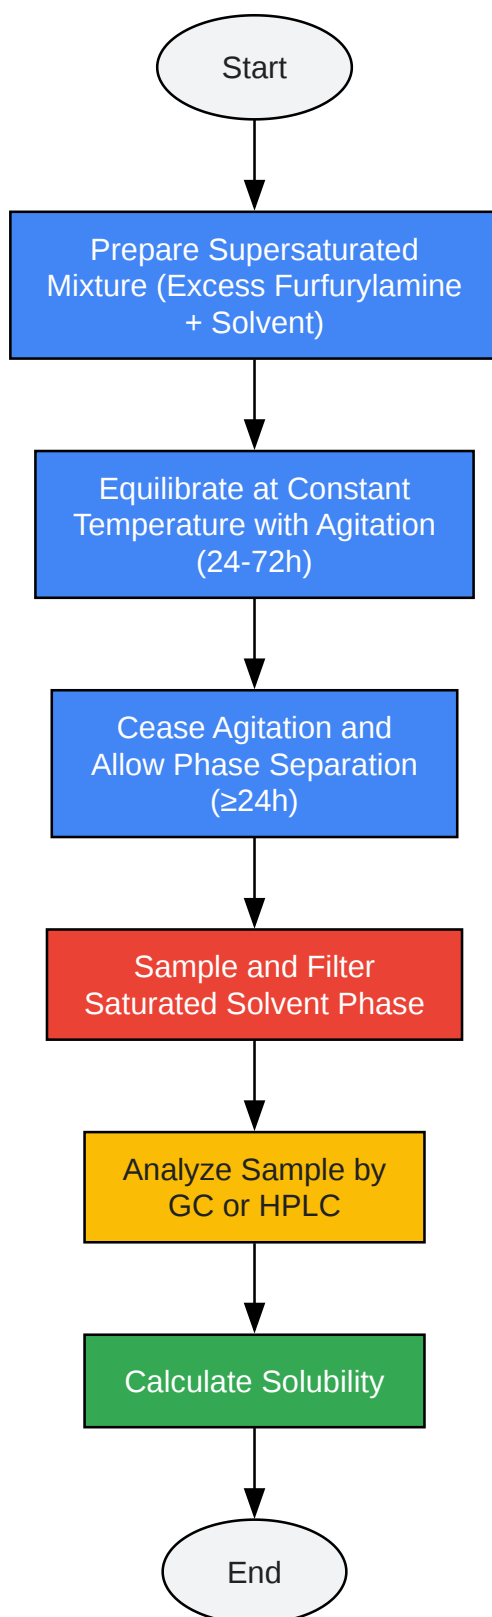 Start
Prepare Supersaturated
Mixture (Excess Furfurylamine
+ Solvent)
Equilibrate at Constant
Temperature with Agitation
(24-72h)
Cease Agitation and
Allow Phase Separation
(≥24h)
Sample and Filter
Saturated Solvent Phase
Analyze Sample by
GC or HPLC
Calculate Solubility
End